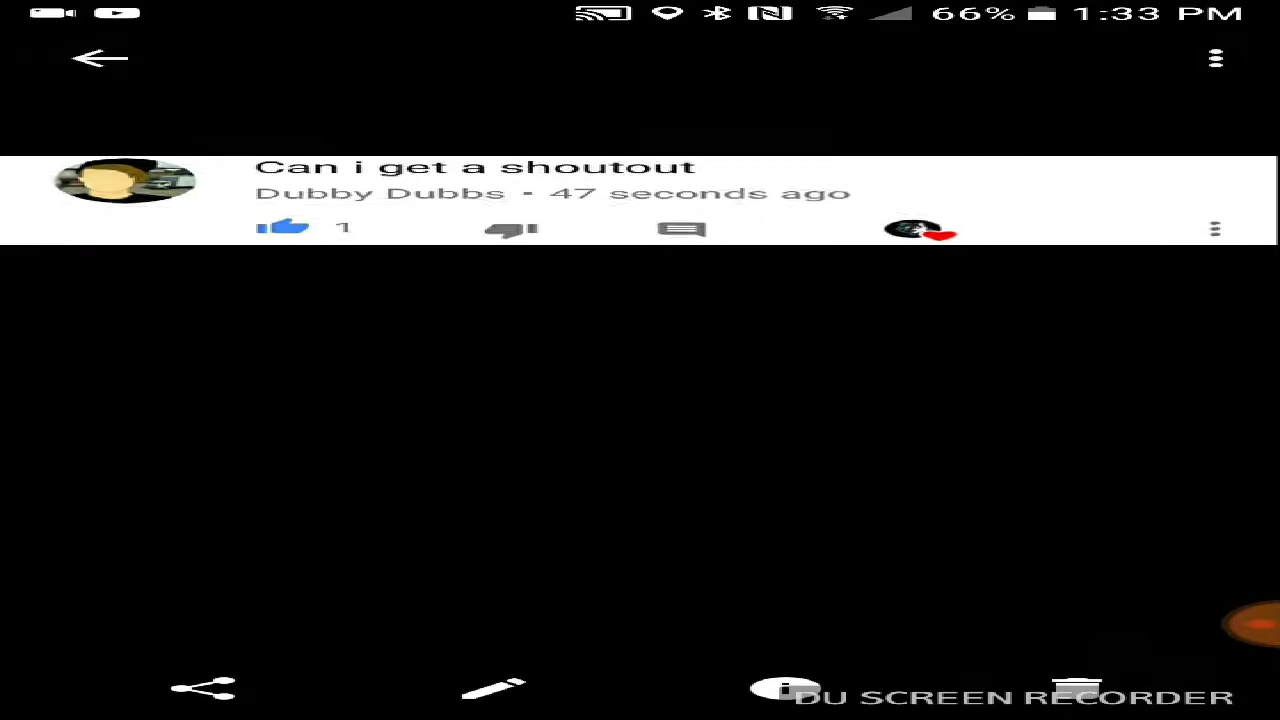 66% 1:33 PM
Can i get a shoutout
Dubby Dubbs • 47 seconds ago
1
DU SCREEN RECORDER